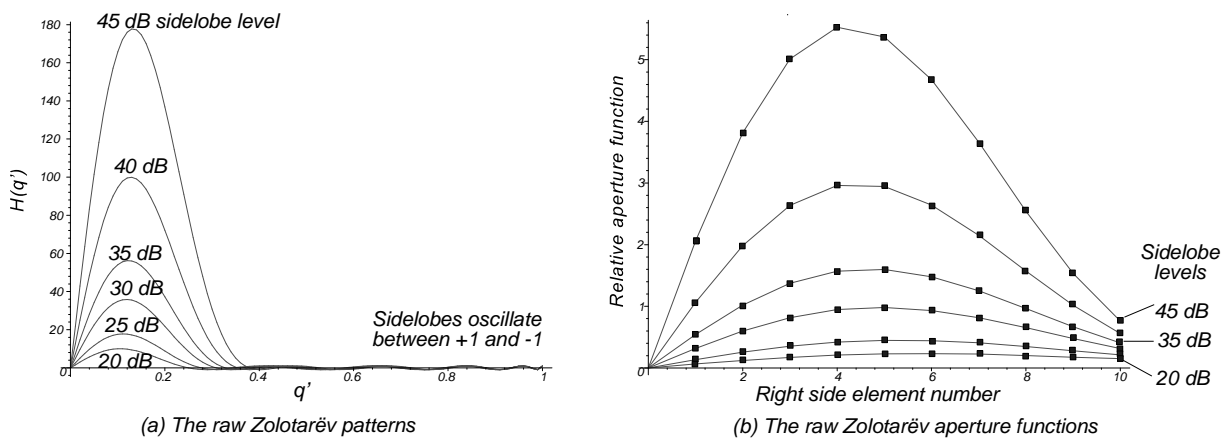 180
160
140
120
100
80
60
40
20
0
H(q')
45 dB sidelobe level
40 dB
35 dB
30 dB
25 dB
20 dB
Sidelobes oscillate
between +1 and -1
0.2
0.4
0.6
0.8
1
q'
(a) The raw Zolotarëv patterns
5
4
3
2
1
0
Relative aperture function
2
4
6
8
10
Right side element number
Sidelobe
levels
45 dB
35 dB
20 dB
(b) The raw Zolotarëv aperture functions